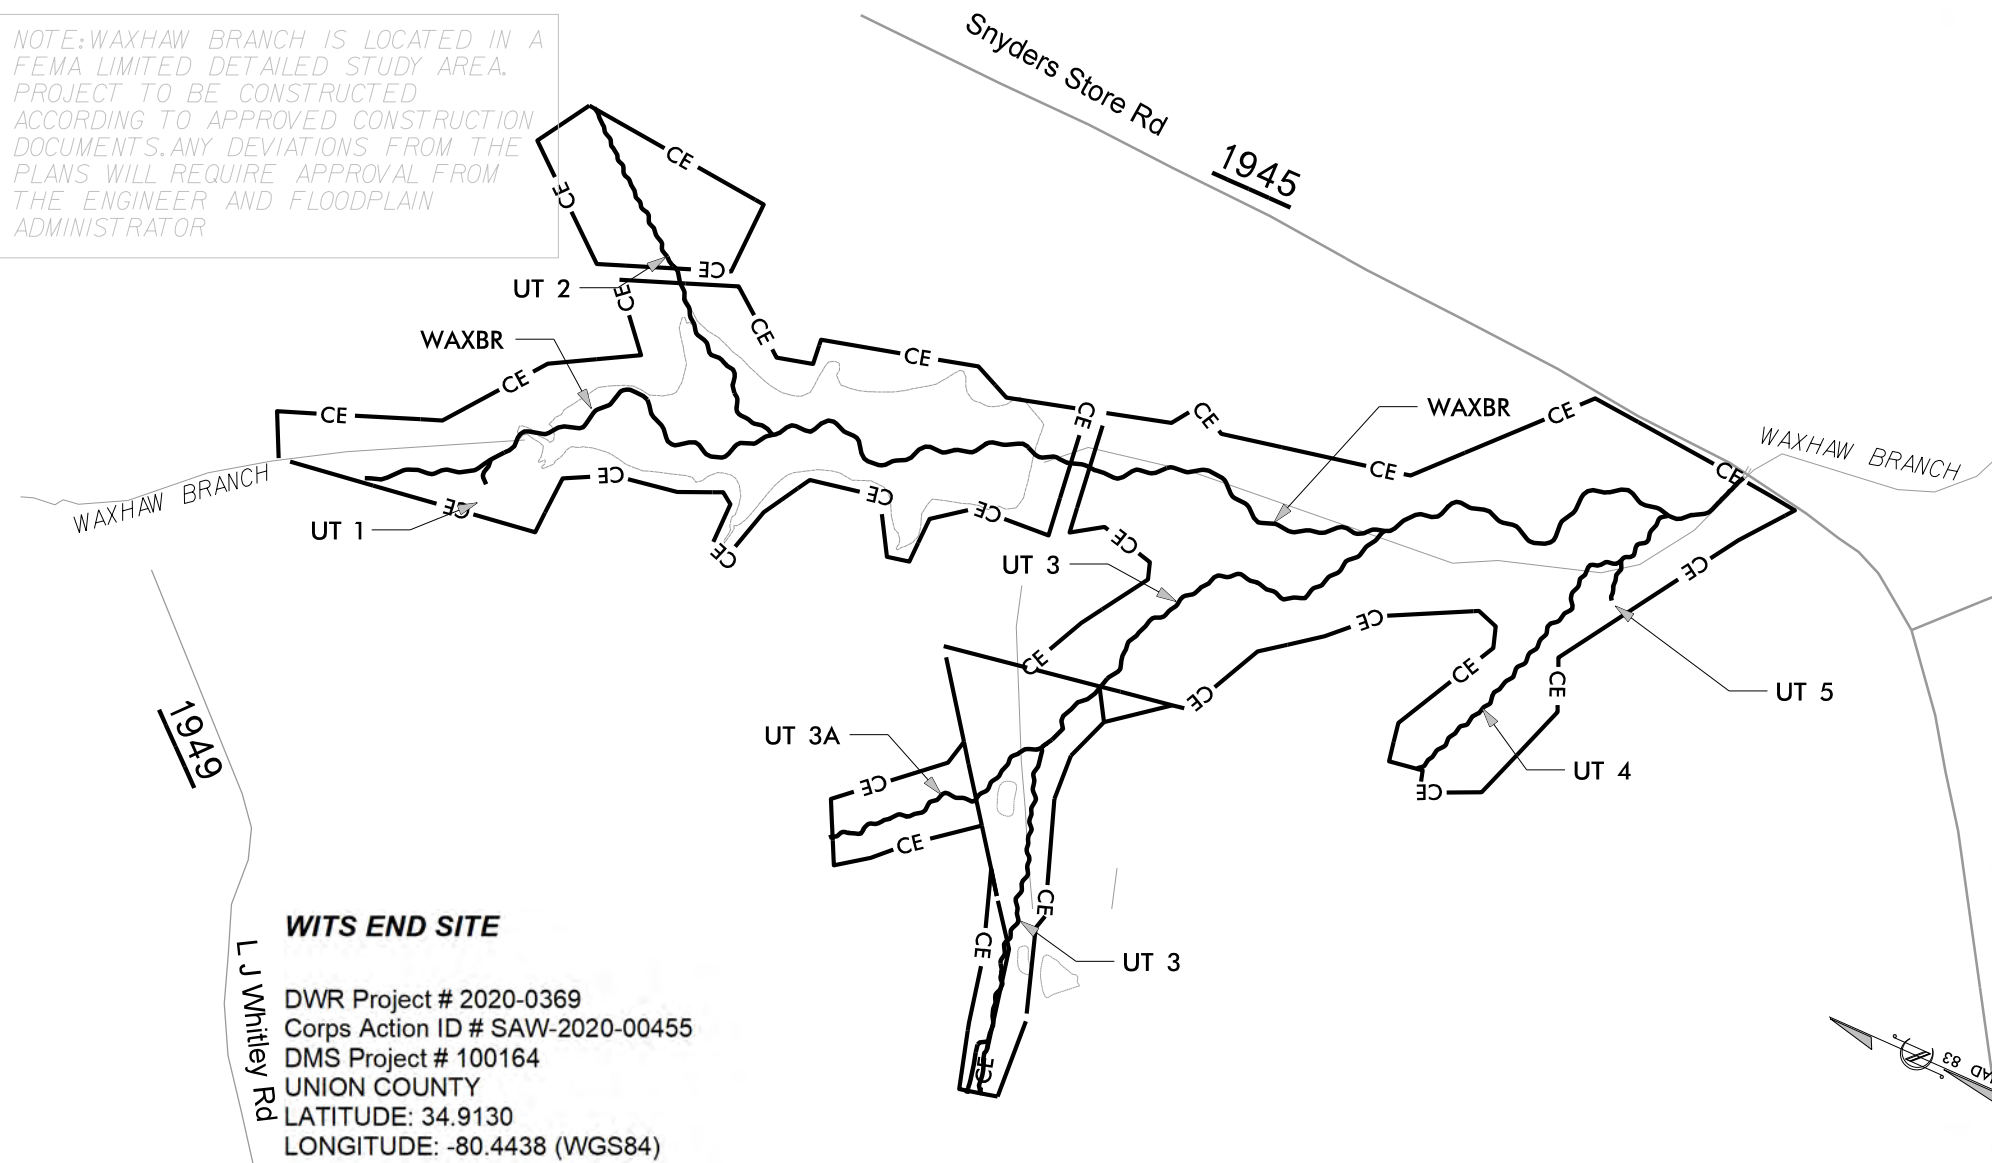 NOTE:WAXHAW BRANCH IS LOCATED IN A
FEMA LIMITED DETAILED STUDY AREA.
PROJECT TO BE CONSTRUCTED
ACCORDING TO APPROVED CONSTRUCTION
DOCUMENTS.ANY DEVIATIONS FROM THE
PLANS WILL REQUIRE APPROVAL FROM
THE ENGINEER AND FLOODPLAIN
ADMINISTRATOR
Snyders Store Rd
1945
CE
CE
CE
UT 2
CE
CE
WAXBR
CE
CE
CE
CE
CE
WAXBR
CE
CE
CE
WAXHAW BRANCH
WAXHAW BRANCH
CE
CE
CE
CE
CE
UT 1
CE
UT 3
CE
CE
CE
CE
CE
CE
UT 5
CE
UT 3A
UT 4
CE
CE
CE
1949
CE
CE
UT 3
CE
L J Whitley Rd
WITS END SITE
DWR Project # 2020-0369
Corps Action ID # SAW-2020-00455
DMS Project # 100164
UNION COUNTY
LATITUDE: 34.9130
LONGITUDE: -80.4438 (WGS84)
NAD 83